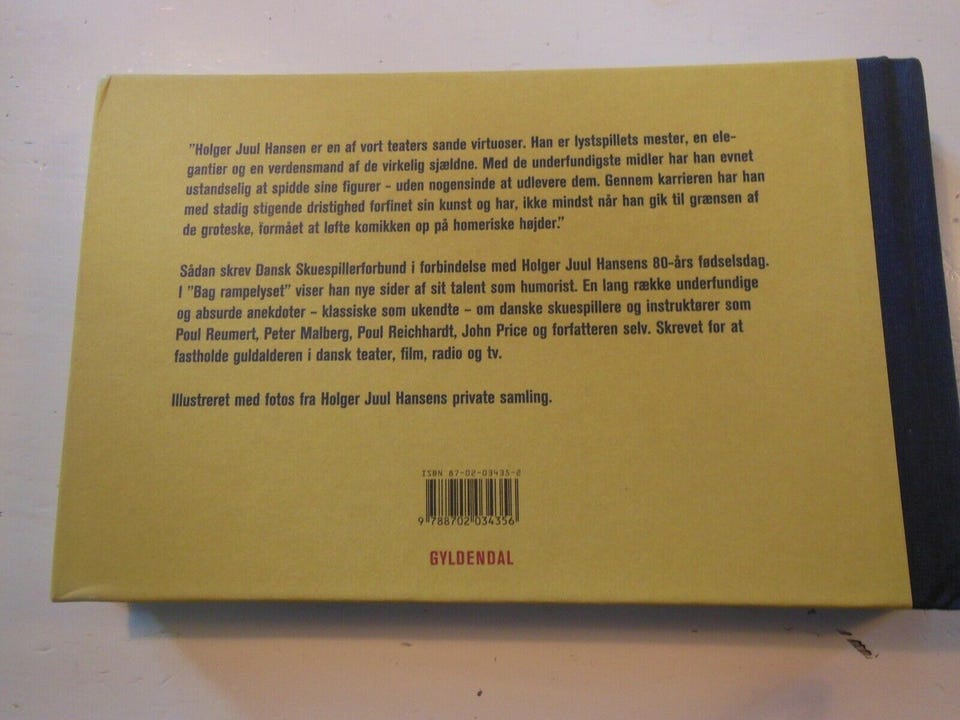 "Holger Juul Hansen er en af vort teaters sande virtuoser. Han er lystspillets mester, en ele-
gantier og en verdensmand af de virkelig sjældne. Med de underfundigste midler har han evnet
ustandselig at spidde sine figurer - uden nogensinde at udlevere dem. Gennem karrieren har han
med stadig stigende dristighed forfinet sin kunst og har, ikke mindst når han gik til grænsen af
de groteske, formået at løfte komikken op på homeriske højder."
Sådan skrev Dansk Skuespillerforbund i forbindelse med Holger Juul Hansens 80-års fødselsdag.
I "Bag rampelyset" viser han nye sider af sit talent som humorist. En lang række underfundige
og absurde anekdoter - klassiske som ukendte - om danske skuespillere og instruktører som
Poul Reumert, Peter Malberg, Poul Reichhardt, John Price og forfatteren selv. Skrevet for at
fastholde guldalderen i dansk teater, film, radio og tv.
Illustreret med fotos fra Holger Juul Hansens private samling.
ISBN 87-02-03435-2
9 788702 034356
GYLDENDAL